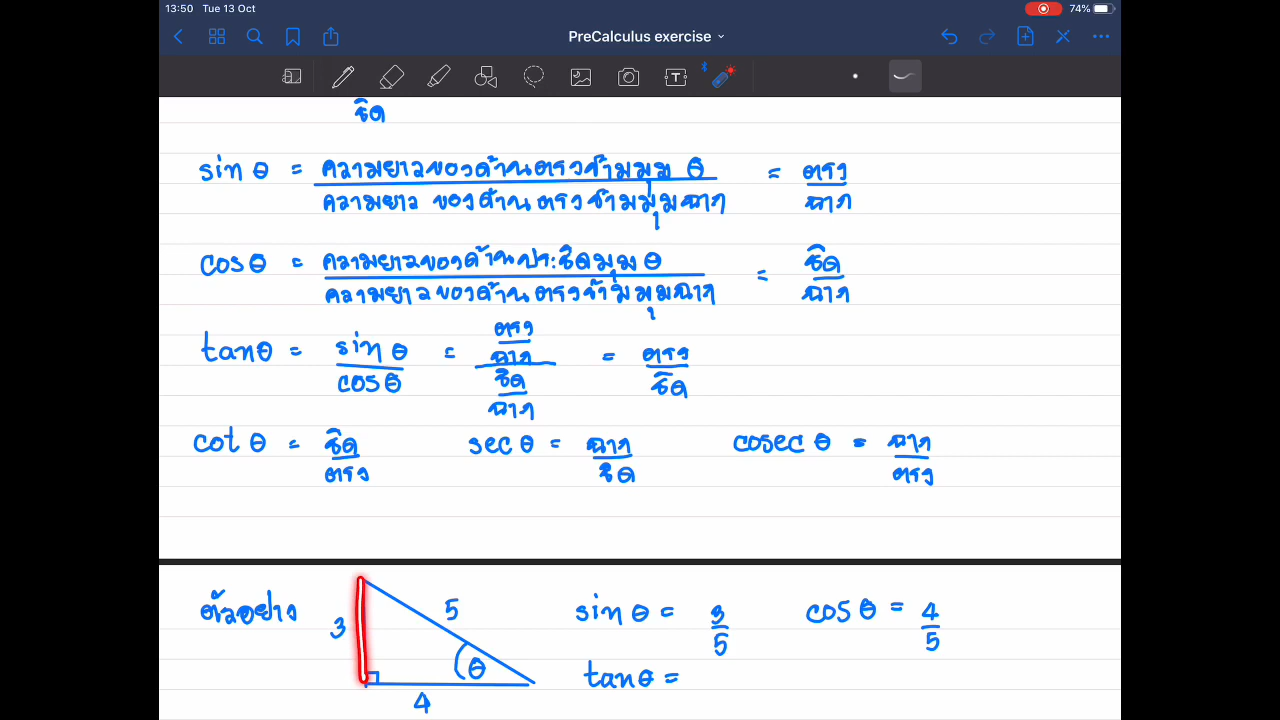 13:50 Tue 13 Oct 74%
PreCalculus exercise
T
ชิด
sin θ = ความยาวของด้านตรงข้ามมุม θ / ความยาว ของด้านตรงข้ามมุมฉาก = ตรง / ฉาก
cos θ = ความยาวของด้านประชิดมุม θ / ความยาวของด้านตรงข้ามมุมฉาก = ชิด / ฉาก
tan θ = sin θ / cos θ = ตรง / ฉาก / ชิด / ฉาก = ตรง / ชิด
cot θ = ชิด / ตรง sec θ = ฉาก / ชิด cosec θ = ฉาก / ตรง
ตัวอย่าง 3 5 θ 4 sin θ = 3 / 5 cos θ = 4 / 5
tan θ =